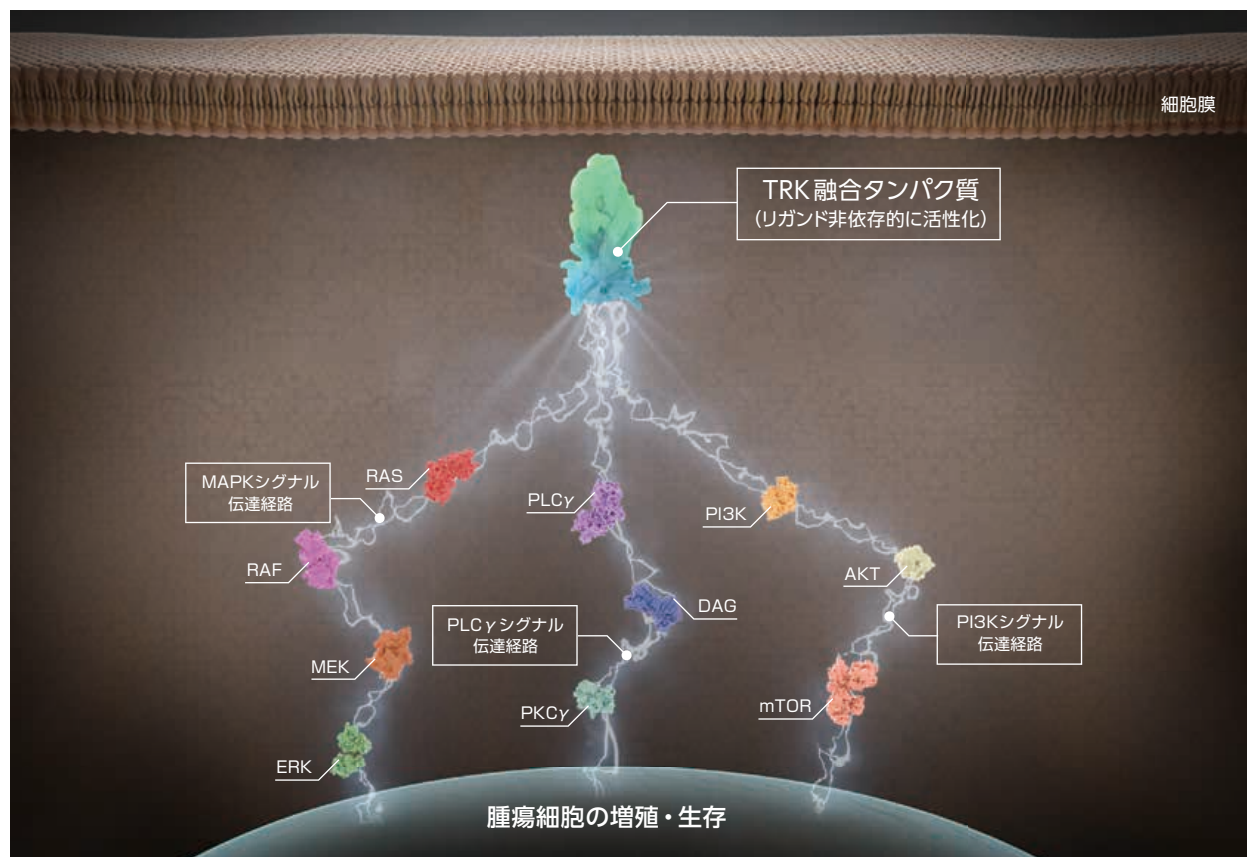 細胞膜
TRK融合タンパク質
（リガンド非依存的に活性化）
MAPKシグナル
伝達経路
RAS
PLCγ
PI3K
RAF
AKT
DAG
PLCγシグナル
伝達経路
PI3Kシグナル
伝達経路
MEK
PKCγ
mTOR
ERK
腫瘍細胞の増殖・生存